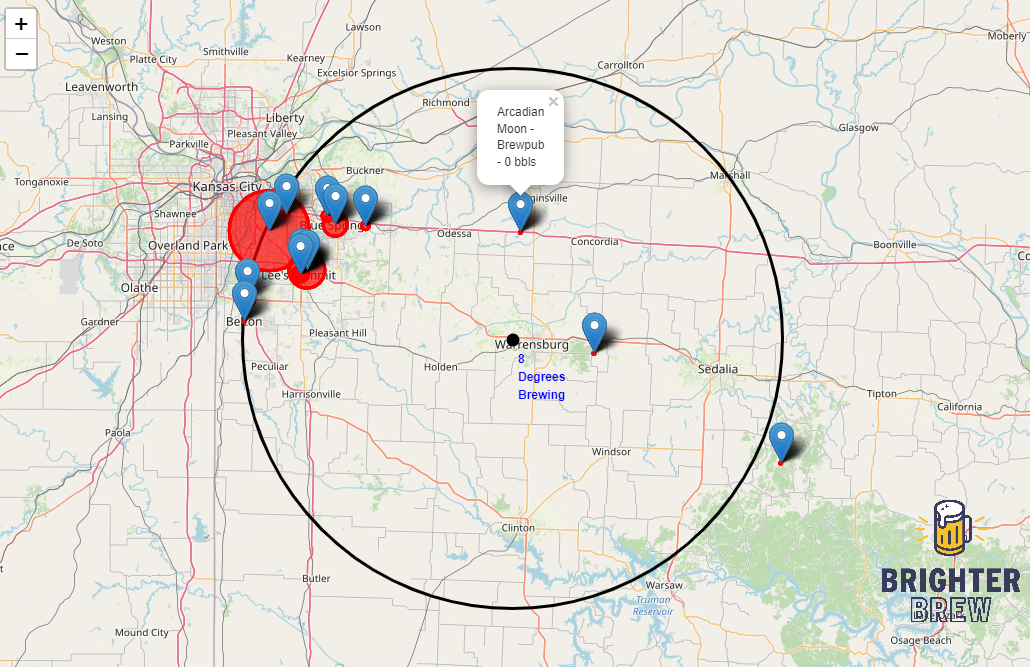 +
−
Lawson
Moberly
Weston
Smithville
Platte City
Kearney
Carrollton
Excelsior Springs
Leavenworth
Richmond
×
Arcadian
Moon -
Brewpub
- 0 bbls
Lansing
Liberty
Glasgow
Pleasant Valley
Parkville
Buckner
Marshall
Tonganoxie
Kansas City
ginsville
Shawnee
Blue Springs
Odessa
Concordia
De Soto
Overland Park
Boonville
Lee's Summit
Olathe
Gardner
Belton
Pleasant Hill
Warrensburg
8
Degrees
Brewing
Holden
Peculiar
Sedalia
Harrisonville
Tipton
California
Paola
Windsor
Clinton
Butler
Warsaw
Truman
Reservoir
BRIGHTER
BREW
Mound City
Osage Beach